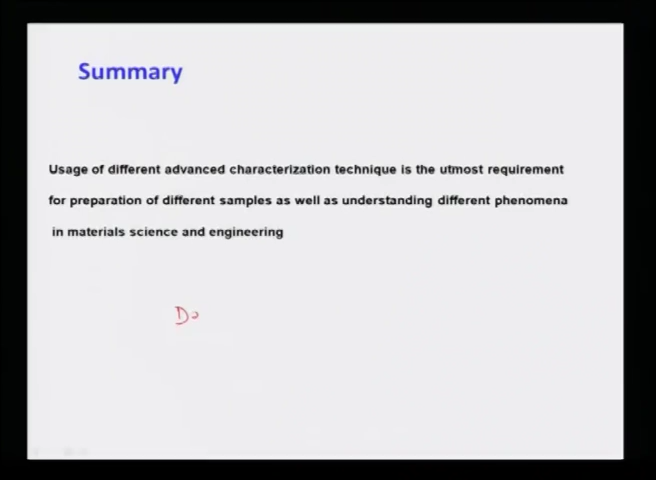 Summary
Usage of different advanced characterization technique is the utmost requirement
for preparation of different samples as well as understanding different phenomena
in materials science and engineering